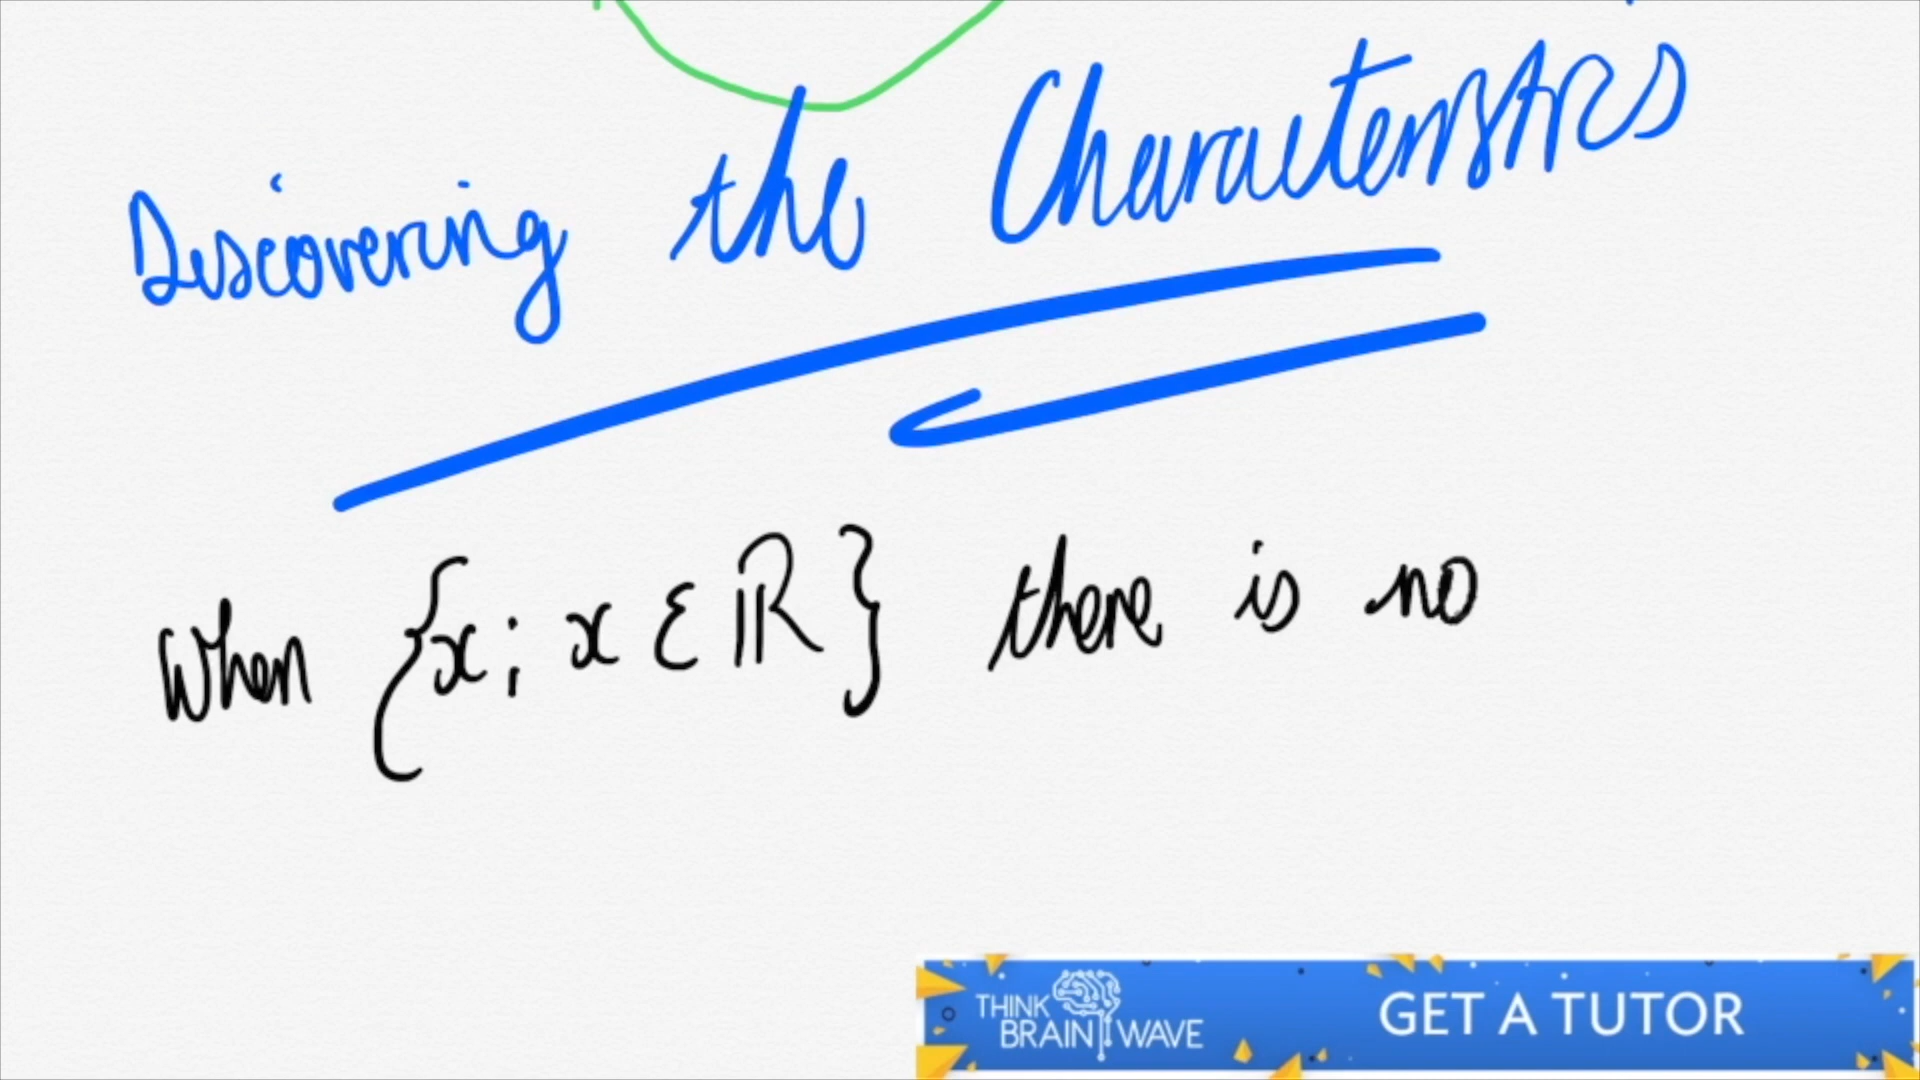 Discovering the Characteristics
When {x; x ε ℝ} there is no
THINK
BRAIN WAVE
GET A TUTOR